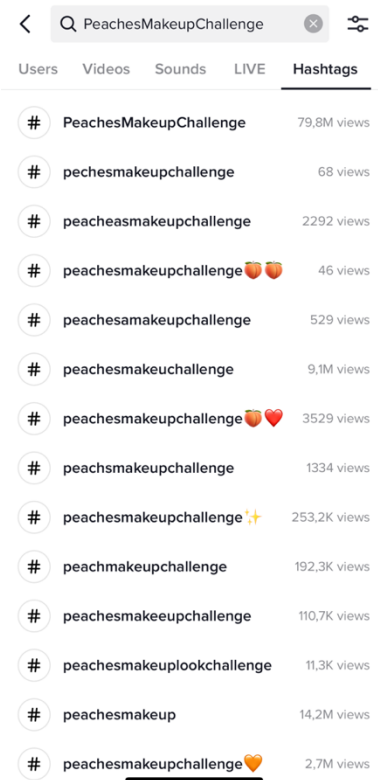 PeachesMakeupChallenge
Users Videos Sounds LIVE Hashtags
# PeachesMakeupChallenge 79,8M views
# pechesmakeupchallenge 68 views
# peacheasmakeupchallenge 2292 views
# peachesmakeupchallenge🍑🍑 46 views
# peachesamakeupchallenge 529 views
# peachesmakeuchallenge 9,1M views
# peachesmakeupchallenge🍑❤️ 3529 views
# peachsmakeupchallenge 1334 views
# peachesmakeupchallenge✨ 253,2K views
# peachmakeupchallenge 192,3K views
# peachesmakeeupchallenge 110,7K views
# peachesmakeuplookchallenge 11,3K views
# peachesmakeup 14,2M views
# peachesmakeupchallenge🧡 2,7M views